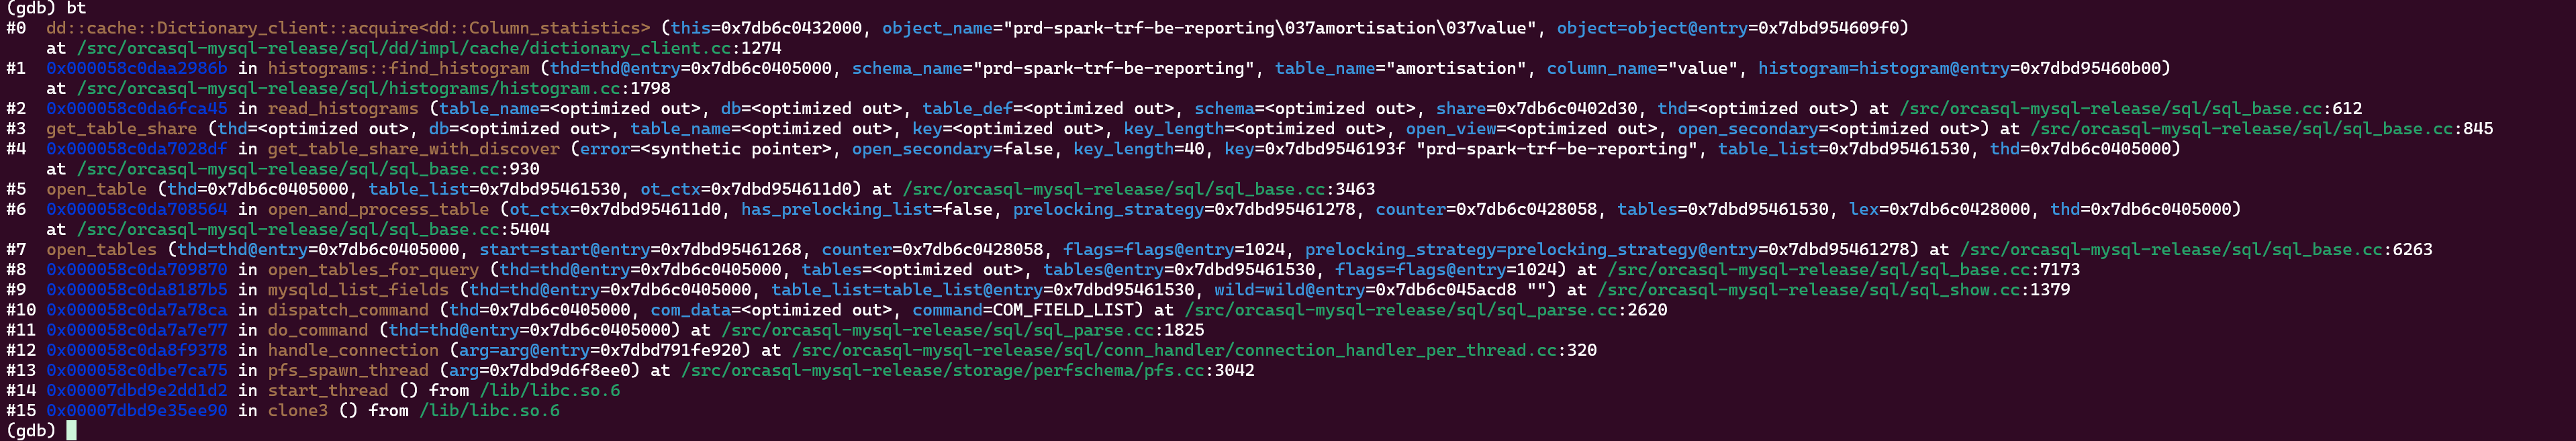 (gdb) bt
#0  dd::cache::Dictionary_client::acquire<dd::Column_statistics> (this=0x7db6c0432000, object_name="prd-spark-trf-be-reporting\037amortisation\037value", object=object@entry=0x7dbd954609f0)
    at /src/orcasql-mysql-release/sql/dd/impl/cache/dictionary_client.cc:1274
#1  0x000058c0daa2986b in histograms::find_histogram (thd=thd@entry=0x7db6c0405000, schema_name="prd-spark-trf-be-reporting", table_name="amortisation", column_name="value", histogram=histogram@entry=0x7dbd95460b00)
    at /src/orcasql-mysql-release/sql/histograms/histogram.cc:1798
#2  0x000058c0da6fca45 in read_histograms (table_name=<optimized out>, db=<optimized out>, table_def=<optimized out>, schema=<optimized out>, share=0x7db6c0402d30, thd=<optimized out>) at /src/orcasql-mysql-release/sql/sql_base.cc:612
#3  get_table_share (thd=<optimized out>, db=<optimized out>, table_name=<optimized out>, key=<optimized out>, key_length=<optimized out>, open_view=<optimized out>, open_secondary=<optimized out>) at /src/orcasql-mysql-release/sql/sql_base.cc:845
#4  0x000058c0da7028df in get_table_share_with_discover (error=<synthetic pointer>, open_secondary=false, key_length=40, key=0x7dbd9546193f "prd-spark-trf-be-reporting", table_list=0x7dbd95461530, thd=0x7db6c0405000)
    at /src/orcasql-mysql-release/sql/sql_base.cc:930
#5  open_table (thd=0x7db6c0405000, table_list=0x7dbd95461530, ot_ctx=0x7dbd954611d0) at /src/orcasql-mysql-release/sql/sql_base.cc:3463
#6  0x000058c0da708564 in open_and_process_table (ot_ctx=0x7dbd954611d0, has_prelocking_list=false, prelocking_strategy=0x7dbd95461278, counter=0x7db6c0428058, tables=0x7dbd95461530, lex=0x7db6c0428000, thd=0x7db6c0405000)
    at /src/orcasql-mysql-release/sql/sql_base.cc:5404
#7  open_tables (thd=thd@entry=0x7db6c0405000, start=start@entry=0x7dbd95461268, counter=0x7db6c0428058, flags=flags@entry=1024, prelocking_strategy=prelocking_strategy@entry=0x7dbd95461278) at /src/orcasql-mysql-release/sql/sql_base.cc:6263
#8  0x000058c0da709870 in open_tables_for_query (thd=thd@entry=0x7db6c0405000, tables=<optimized out>, tables@entry=0x7dbd95461530, flags=flags@entry=1024) at /src/orcasql-mysql-release/sql/sql_base.cc:7173
#9  0x000058c0da8187b5 in mysqld_list_fields (thd=thd@entry=0x7db6c0405000, table_list=table_list@entry=0x7dbd95461530, wild=wild@entry=0x7db6c045acd8 "") at /src/orcasql-mysql-release/sql/sql_show.cc:1379
#10 0x000058c0da7a78ca in dispatch_command (thd=0x7db6c0405000, com_data=<optimized out>, command=COM_FIELD_LIST) at /src/orcasql-mysql-release/sql/sql_parse.cc:2620
#11 0x000058c0da7a7e77 in do_command (thd=thd@entry=0x7db6c0405000) at /src/orcasql-mysql-release/sql/sql_parse.cc:1825
#12 0x000058c0da8f9378 in handle_connection (arg=arg@entry=0x7dbd791fe920) at /src/orcasql-mysql-release/sql/conn_handler/connection_handler_per_thread.cc:320
#13 0x000058c0dbe7ca75 in pfs_spawn_thread (arg=0x7dbd9d6f8ee0) at /src/orcasql-mysql-release/storage/perfschema/pfs.cc:3042
#14 0x00007dbd9e2dd1d2 in start_thread () from /lib/libc.so.6
#15 0x00007dbd9e35ee90 in clone3 () from /lib/libc.so.6
(gdb)